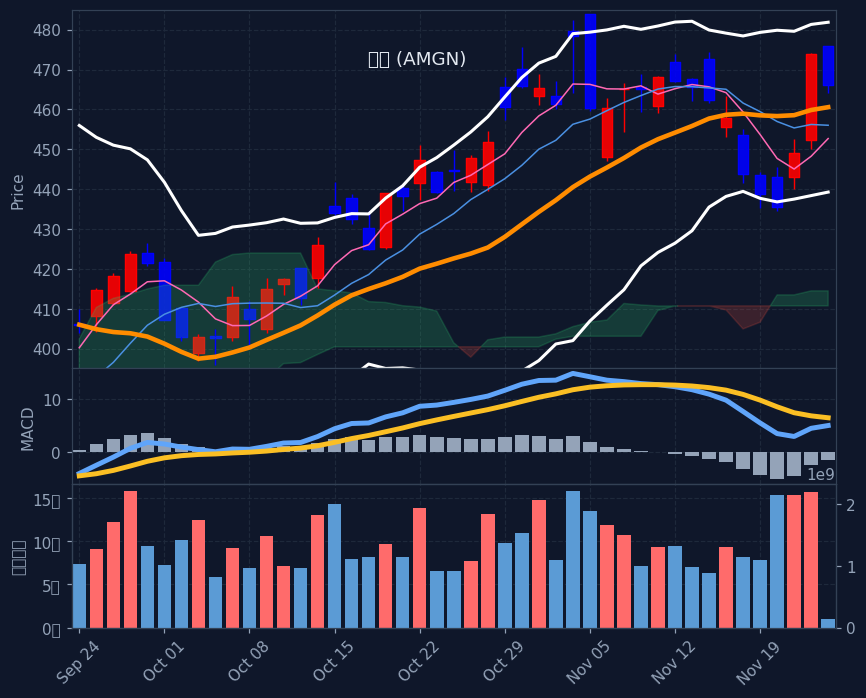 (AMGN)
Price
480
470
460
450
440
430
420
410
400
MACD
10
0
1e9
15
10
5
0
2
1
0
Sep 24
Oct 01
Oct 08
Oct 15
Oct 22
Oct 29
Nov 05
Nov 12
Nov 19